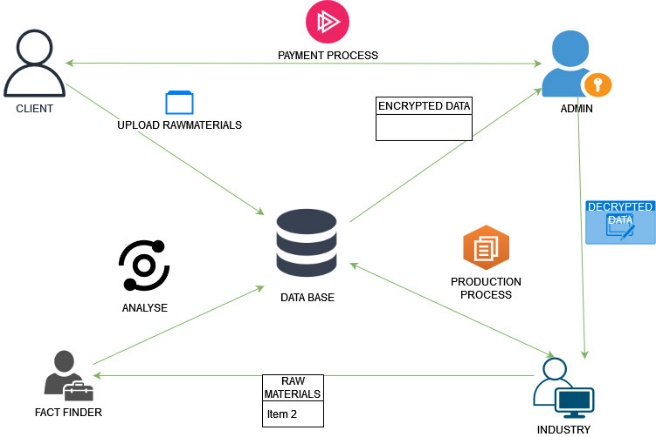 PAYMENT PROCESS
CLIENT
ADMIN
UPLOAD RAWMATERIALS
ENCRYPTED DATA
DECRYPTED
DATA
DATA BASE
PRODUCTION
PROCESS
ANALYSE
RAW
MATERIALS
Item 2
FACT FINDER
INDUSTRY